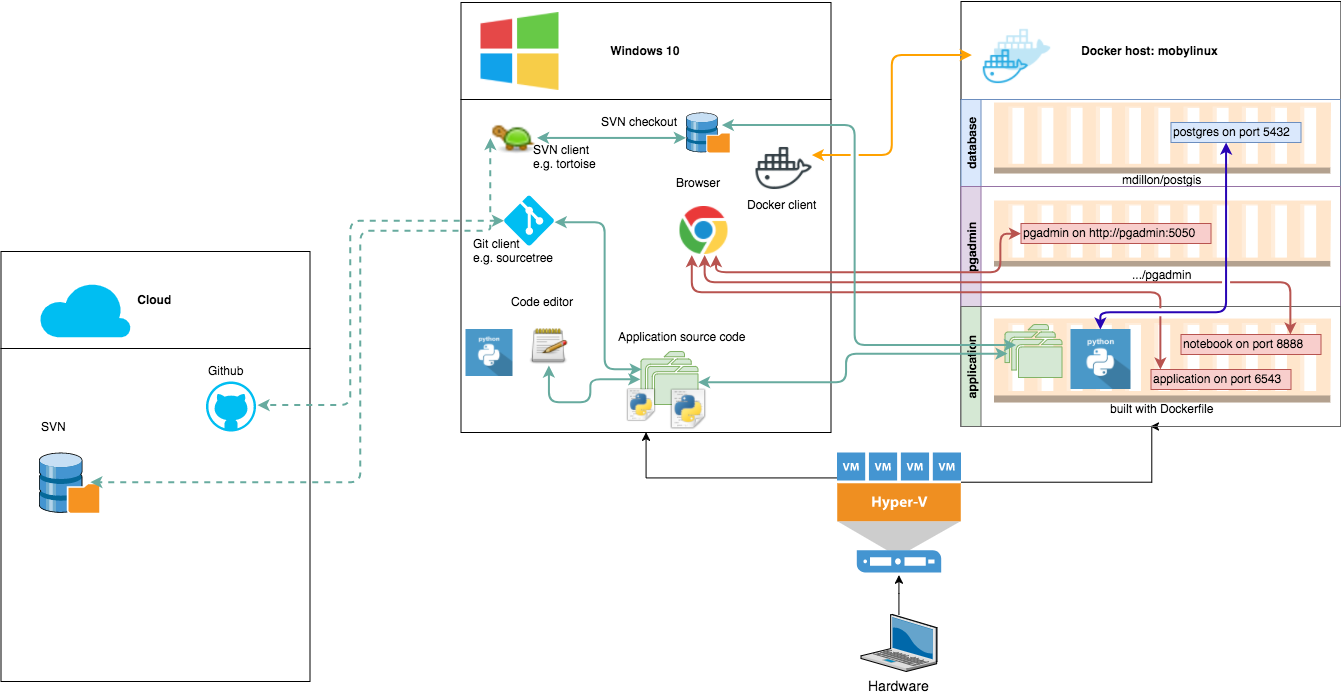 Windows 10
SVN checkout
SVN client
e.g. tortoise
Browser
Docker client
Git client
e.g. sourcetree
Code editor
python
Application source code
Docker host: mobylinux
database
postgres on port 5432
mdillon/postgis
pgadmin
pgadmin on http://pgadmin:5050
.../pgadmin
application
python
notebook on port 8888
application on port 6543
built with Dockerfile
Cloud
Github
SVN
VM VM VM VM
Hyper-V
Hardware